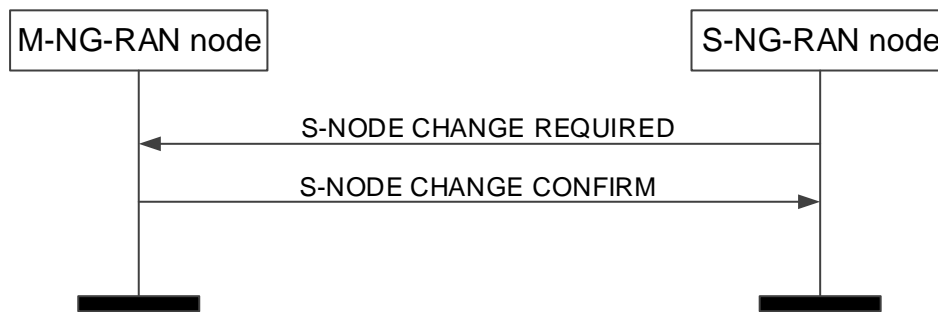 M-NG-RAN node
S-NG-RAN node
S-NODE CHANGE REQUIRED
S-NODE CHANGE CONFIRM